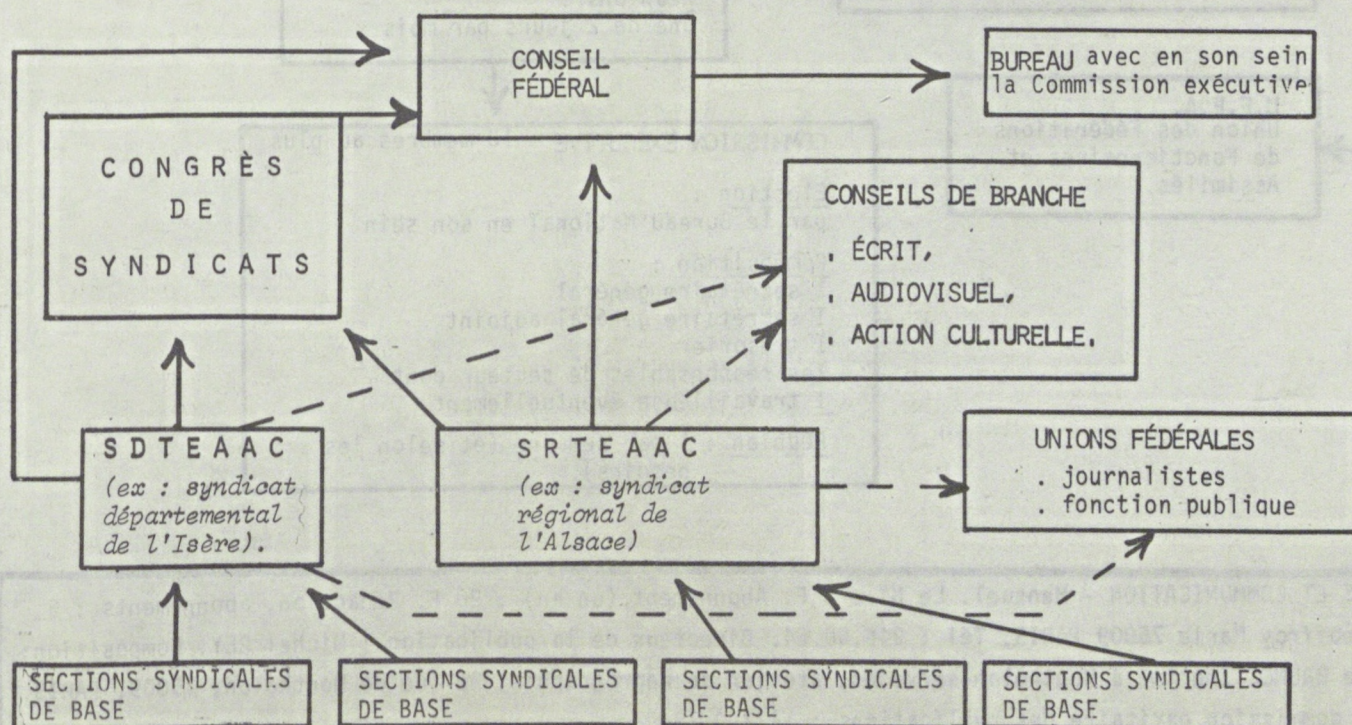 CONSEIL
FÉDÉRAL
BUREAU avec en son sein
la Commission exécutive
CONGRÈS
DE
SYNDICATS
CONSEILS DE BRANCHE
. ÉCRIT,
. AUDIOVISUEL,
. ACTION CULTURELLE.
SDTEAAC
(ex : syndicat
départemental
de l'Isère).
SRTEAAC
(ex : syndicat
régional de
l'Alsace)
UNIONS FÉDÉRALES
. journalistes
. fonction publique
SECTIONS SYNDICALES
DE BASE
SECTIONS SYNDICALES
DE BASE
SECTIONS SYNDICALES
DE BASE
SECTIONS SYNDICALES
DE BASE